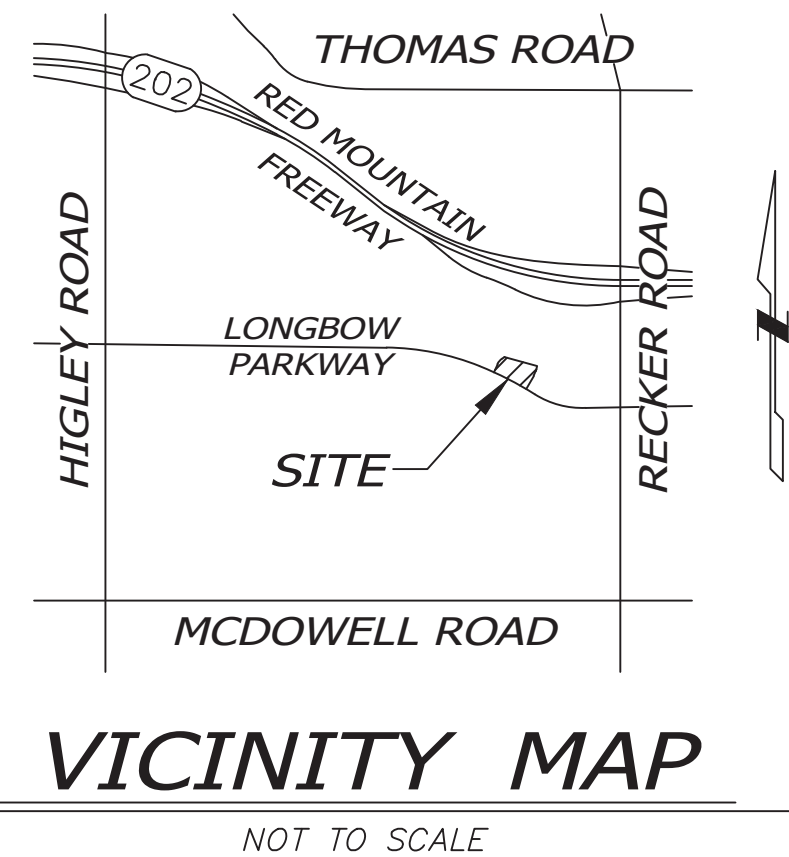 THOMAS ROAD
202
RED MOUNTAIN
FREEWAY
HIGLEY ROAD
RECKER ROAD
LONGBOW
PARKWAY
SITE
MCDOWELL ROAD
VICINITY MAP
NOT TO SCALE